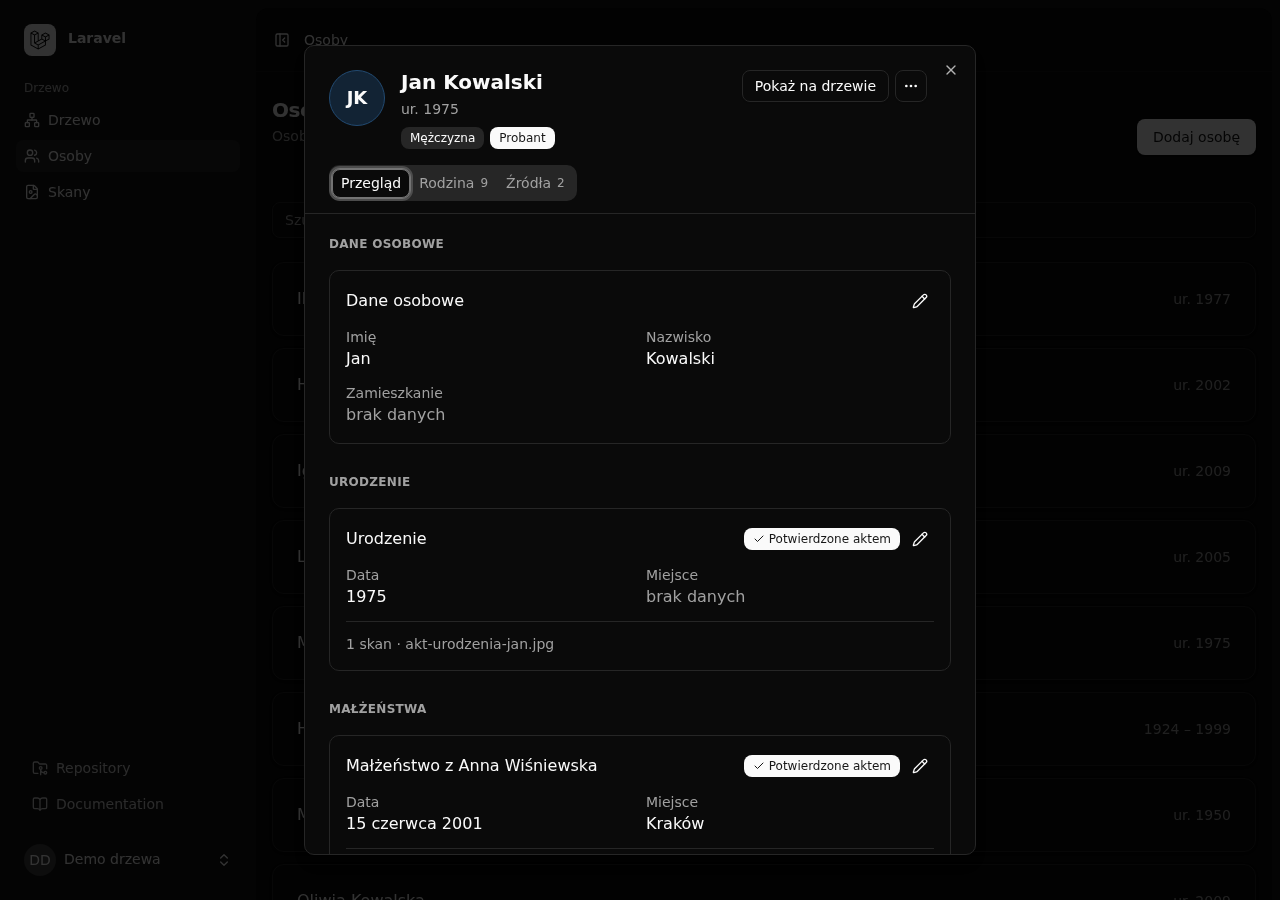 Laravel
Osoby
Drzewo
Drzewo
Osoby
Skany
Dodaj osobę
JK
Jan Kowalski
ur. 1975
Mężczyzna
Probant
Pokaż na drzewie
Przegląd
Rodzina 9
Źródła 2
DANE OSOBOWE
Dane osobowe
Imię
Nazwisko
Jan
Kowalski
Zamieszkanie
brak danych
URODZENIE
Urodzenie
Potwierdzone aktem
Data
Miejsce
1975
brak danych
1 skan · akt-urodzenia-jan.jpg
MAŁŻEŃSTWA
Małżeństwo z Anna Wiśniewska
Potwierdzone aktem
Data
Miejsce
15 czerwca 2001
Kraków
ur. 1977
ur. 2002
ur. 2009
ur. 2005
ur. 1975
1924 – 1999
ur. 1950
Oliwia Kowalska
Repository
Documentation
DD
Demo drzewa